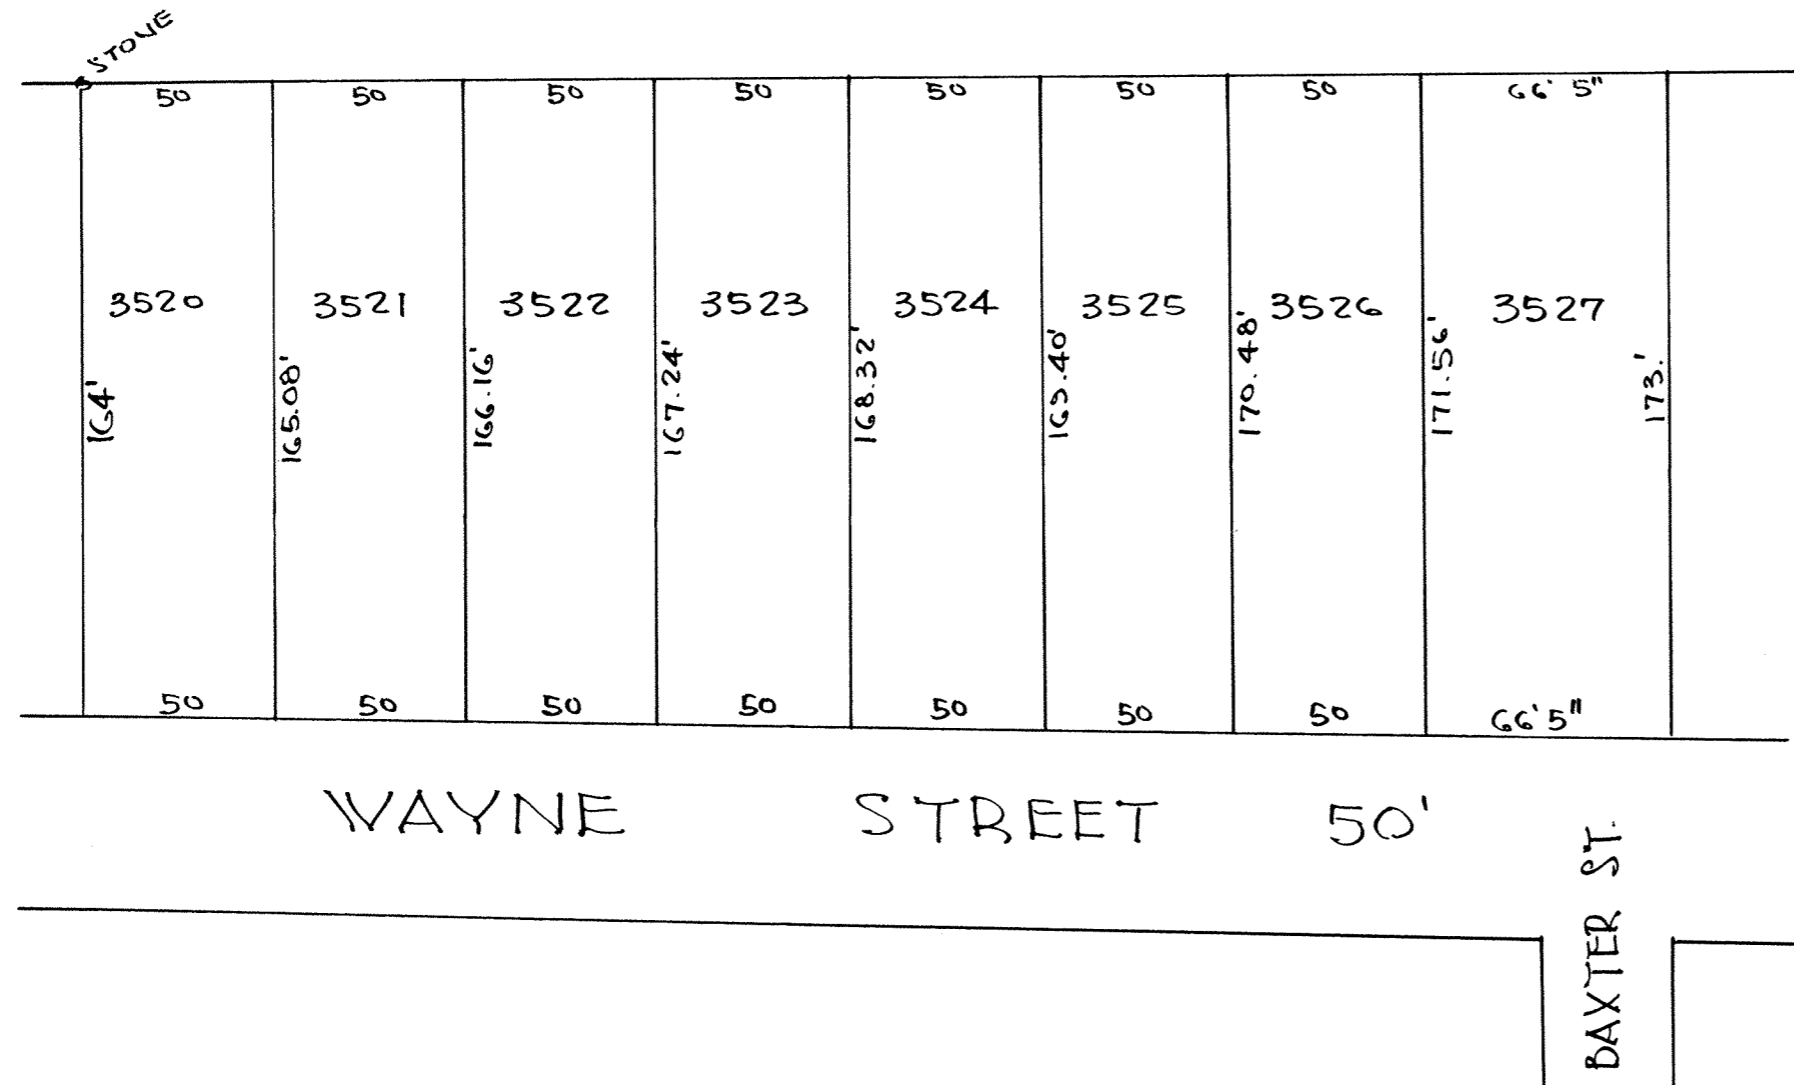 STONE
50 50 50 50 50 50 50 66' 5"
3520 3521 3522 3523 3524 3525 3526 3527
164' 165.08' 166.16' 167.24' 168.32' 169.40' 170.48' 171.56' 173.'
50 50 50 50 50 50 50 66' 5"
WAYNE STREET 50'
BAXTER ST.